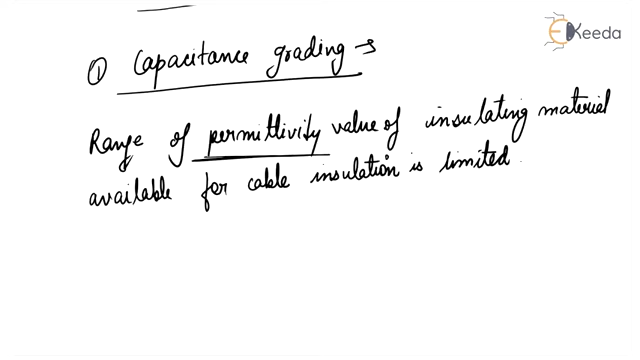 EKeeda
① Capacitance grading →
Range of permittivity value of insulating material
available for cable insulation is limited.